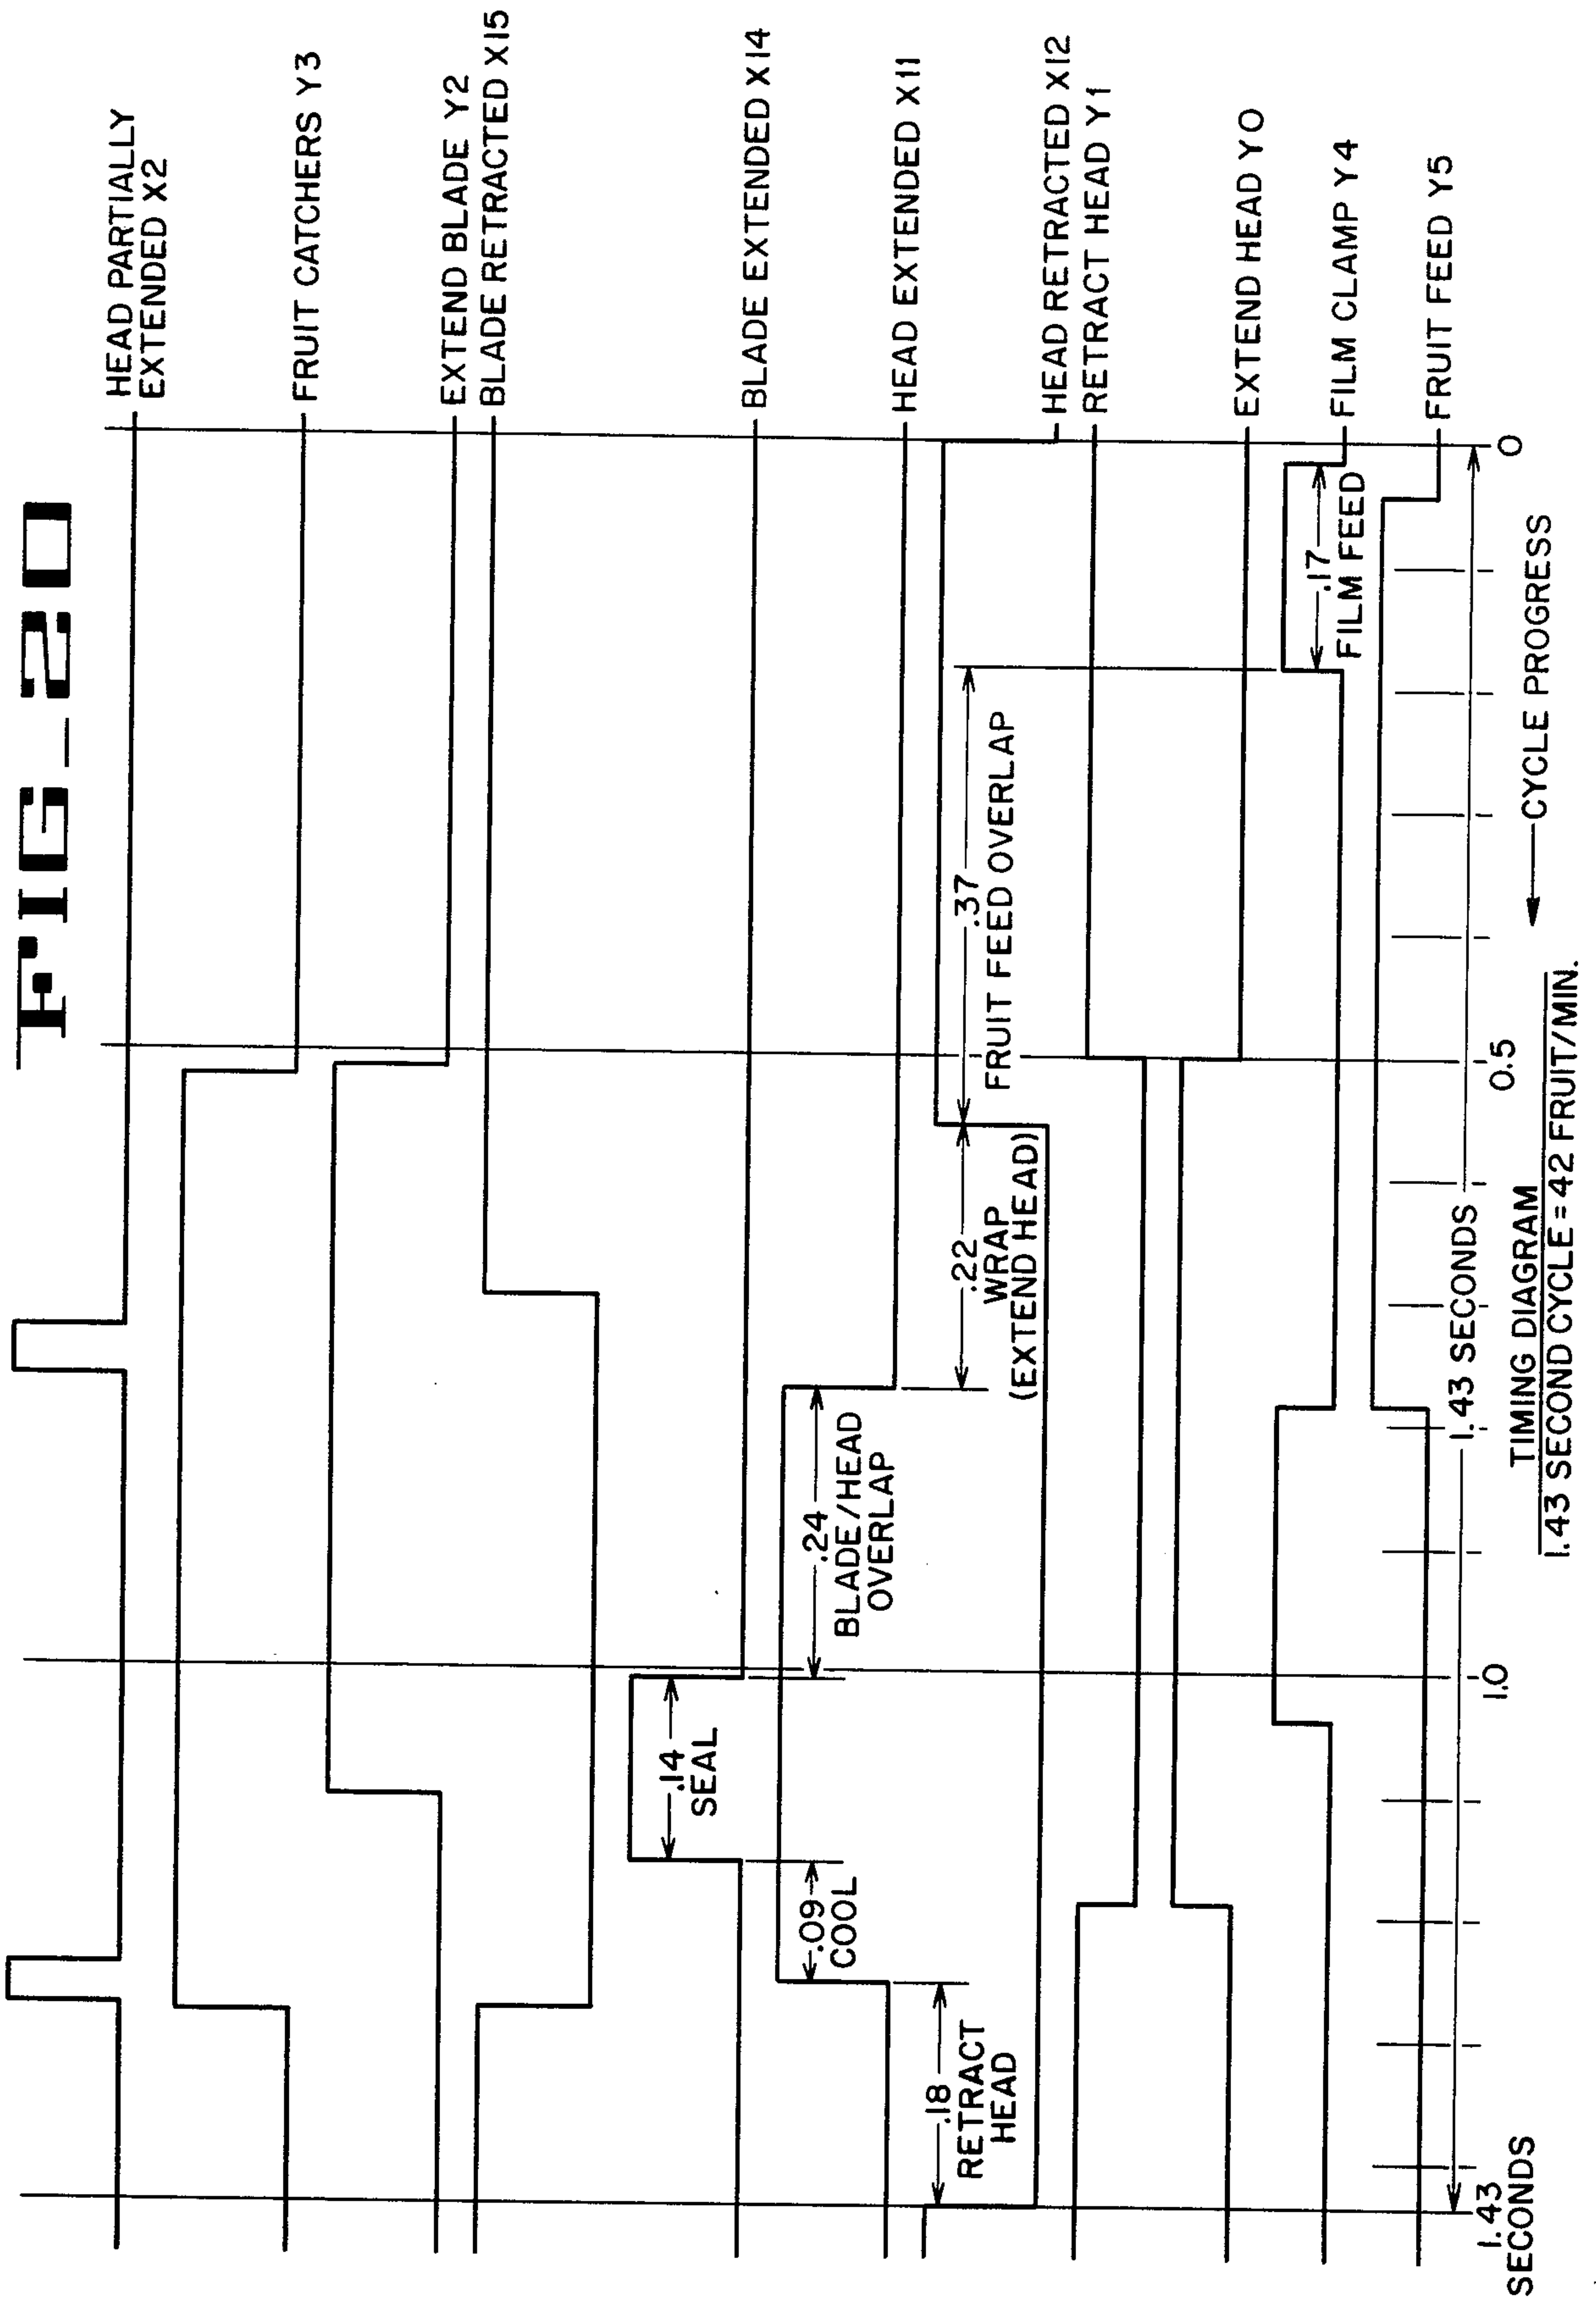 FIG_20
HEAD PARTIALLY
EXTENDED X2
FRUIT CATCHERS Y3
EXTEND BLADE Y2
BLADE RETRACTED X15
BLADE EXTENDED X14
HEAD EXTENDED X11
HEAD RETRACTED X12
RETRACT HEAD Y1
EXTEND HEAD Y0
FILM CLAMP Y4
FRUIT FEED Y5
.14
SEAL
.24
BLADE/HEAD
OVERLAP
.09
COOL
.18
RETRACT
HEAD
.22
WRAP
(EXTEND HEAD)
.37
FRUIT FEED OVERLAP
.17
FILM FEED
1.43 SECONDS
1.43
SECONDS
1.0
0.5
0
CYCLE PROGRESS
TIMING DIAGRAM
1.43 SECOND CYCLE = 42 FRUIT/MIN.